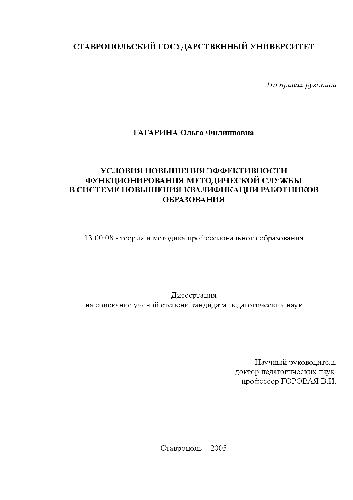 СТАВРОПОЛЬСКИЙ ГОСУДАРСТВЕННЫЙ УНИВЕРСИТЕТ
На правах рукописи
ГАГАРИНА Ольга Филипповна
УСЛОВИЯ ПОВЫШЕНИЯ ЭФФЕКТИВНОСТИ
ФУНКЦИОНИРОВАНИЯ МЕТОДИЧЕСКОЙ СЛУЖБЫ
В СИСТЕМЕ ПОВЫШЕНИЯ КВАЛИФИКАЦИИ РАБОТНИКОВ
ОБРАЗОВАНИЯ
13.00.08 - теория и методика профессионального образования
Диссертация
на соискание ученой степени кандидата педагогических наук
Научный руководитель:
доктор педагогических наук,
профессор ГОРОВАЯ В.И.
Ставрополь - 2005